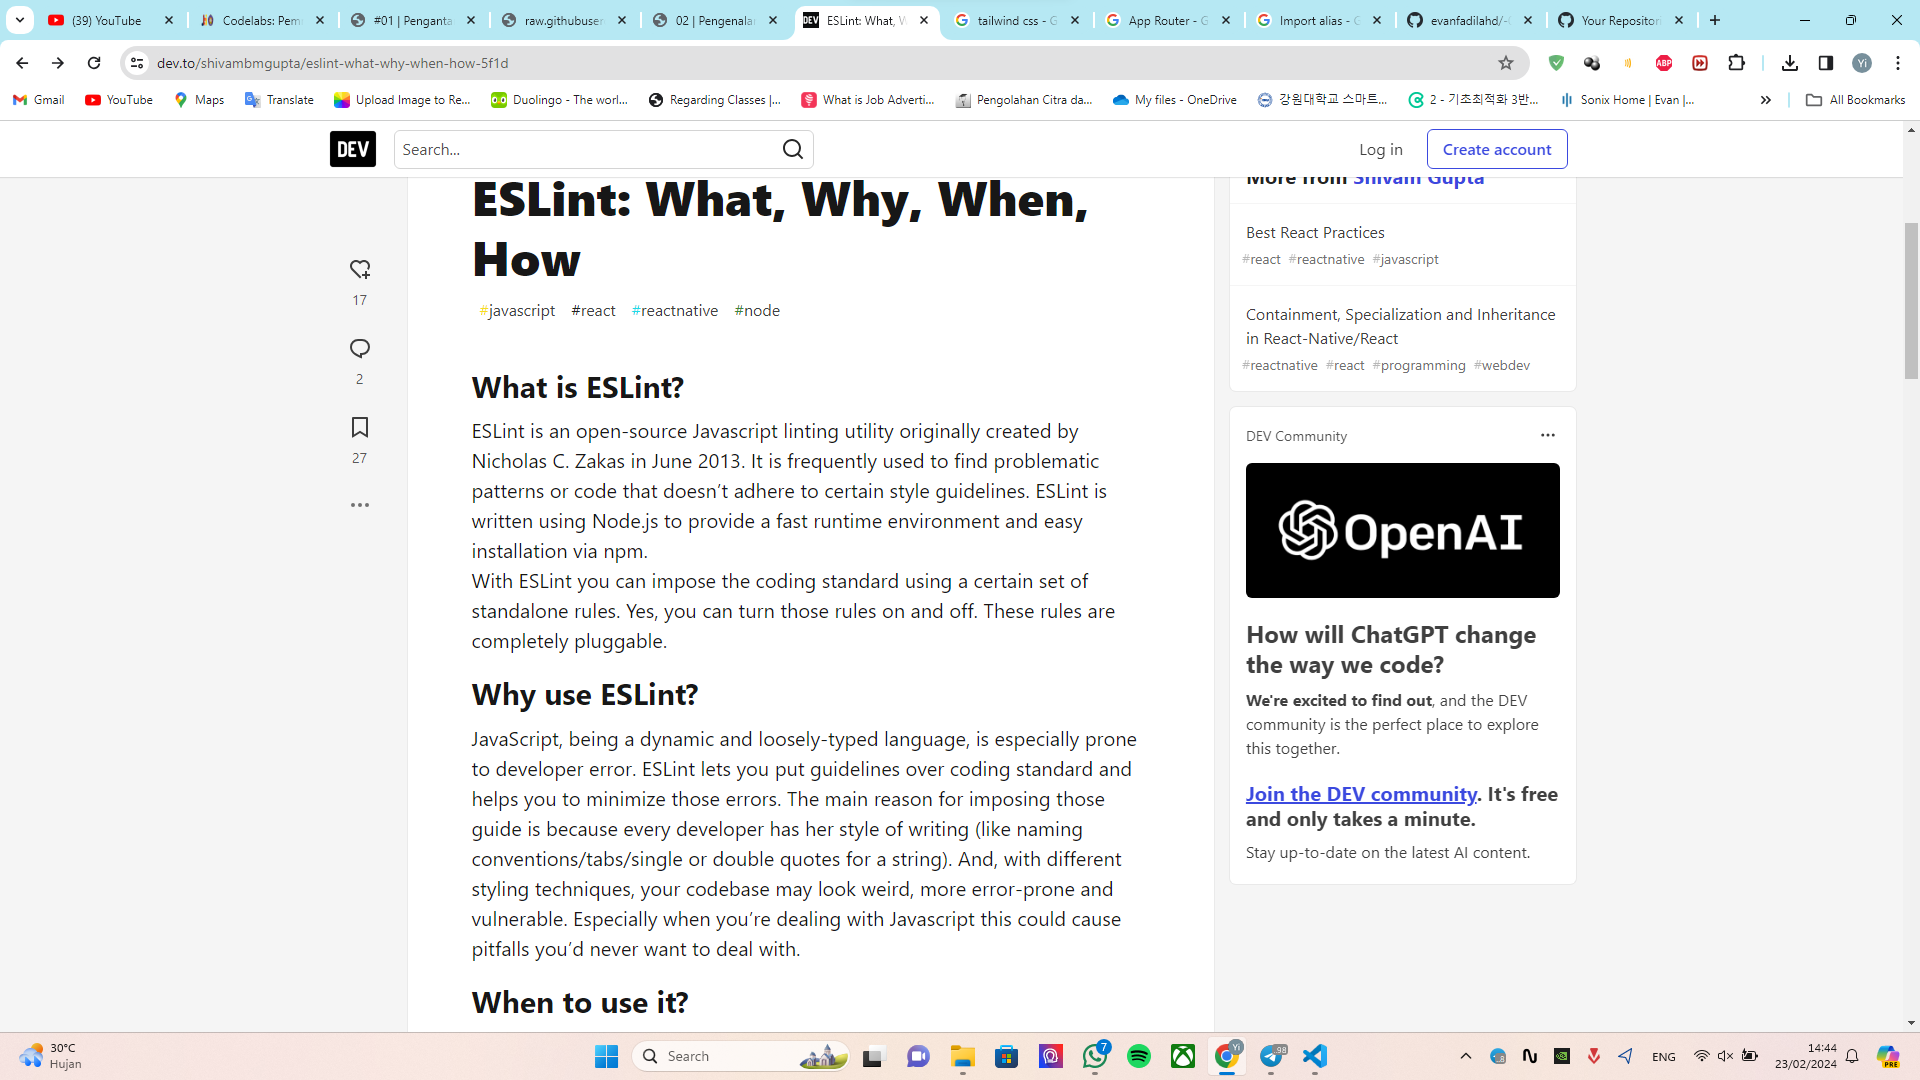 (39) YouTube
Codelabs: Pem
#01 | Penganta
raw.githubuser
02 | Pengenala
ESLint: What, W
tailwind css - G
App Router - G
Import alias - G
evanfadilahd/-
Your Repositori
dev.to/shivambmgupta/eslint-what-why-when-how-5f1d
Gmail
YouTube
Maps
Translate
Upload Image to Re...
Duolingo - The worl...
Regarding Classes |...
What is Job Adverti...
Pengolahan Citra da...
My files - OneDrive
강원대학교 스마트...
2 - 기초최적화 3반...
Sonix Home | Evan |...
All Bookmarks
DEV
Search...
Log in
Create account
ESLint: What, Why, When,
How
#javascript #react #reactnative #node
17
2
27
What is ESLint?
ESLint is an open-source Javascript linting utility originally created by
Nicholas C. Zakas in June 2013. It is frequently used to find problematic
patterns or code that doesn’t adhere to certain style guidelines. ESLint is
written using Node.js to provide a fast runtime environment and easy
installation via npm.
With ESLint you can impose the coding standard using a certain set of
standalone rules. Yes, you can turn those rules on and off. These rules are
completely pluggable.
Why use ESLint?
JavaScript, being a dynamic and loosely-typed language, is especially prone
to developer error. ESLint lets you put guidelines over coding standard and
helps you to minimize those errors. The main reason for imposing those
guide is because every developer has her style of writing (like naming
conventions/tabs/single or double quotes for a string). And, with different
styling techniques, your codebase may look weird, more error-prone and
vulnerable. Especially when you’re dealing with Javascript this could cause
pitfalls you’d never want to deal with.
When to use it?
More from Shivam Gupta
Best React Practices
#react #reactnative #javascript
Containment, Specialization and Inheritance
in React-Native/React
#reactnative #react #programming #webdev
DEV Community
OpenAI
How will ChatGPT change
the way we code?
We're excited to find out, and the DEV
community is the perfect place to explore
this together.
Join the DEV community. It's free
and only takes a minute.
Stay up-to-date on the latest AI content.
30°C
Hujan
Search
7
Yi
98
ENG
14:44
23/02/2024
PRE